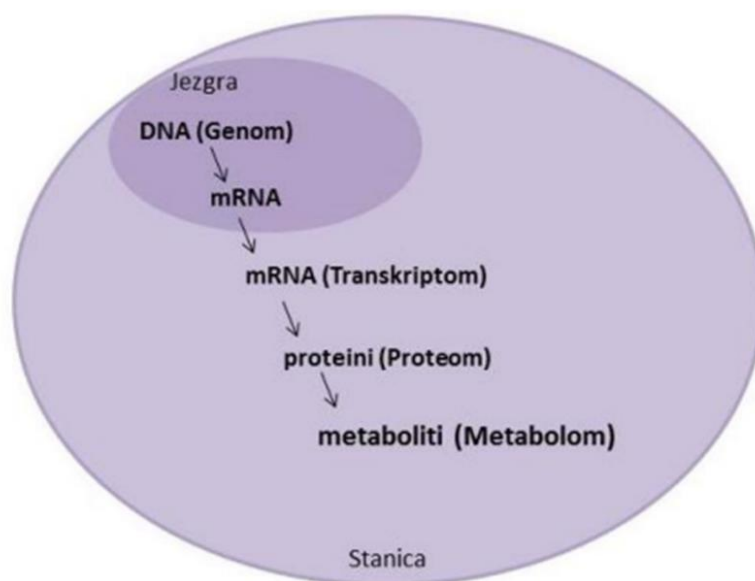 Jezgra
DNA (Genom)
mRNA
mRNA (Transkriptom)
proteini (Proteom)
metaboliti (Metabolom)
Stanica